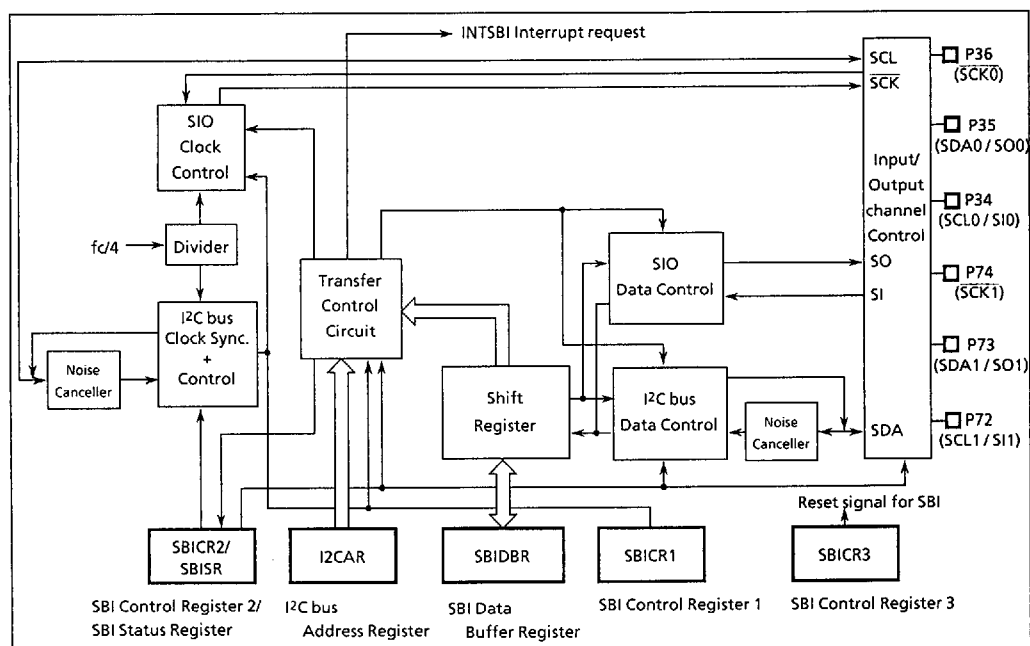 INTSBI Interrupt request
SCL
P36
(SCK0)
SCK
SIO
Clock
Control
P35
(SDA0 / SO0)
Input/
Output
channel
Control
P34
(SCL0 / SI0)
fc/4
Divider
Transfer
Control
Circuit
SIO
Data Control
SO
SI
P74
(SCK1)
I²C bus
Clock Sync.
+
Control
Noise
Canceller
P73
(SDA1 / SO1)
Shift
Register
I²C bus
Data Control
Noise
Canceller
SDA
P72
(SCL1 / SI1)
Reset signal for SBI
SBICR2/
SBISR
I2CAR
SBIDBR
SBICR1
SBICR3
SBI Control Register 2/
SBI Status Register
I²C bus
Address Register
SBI Data
Buffer Register
SBI Control Register 1
SBI Control Register 3